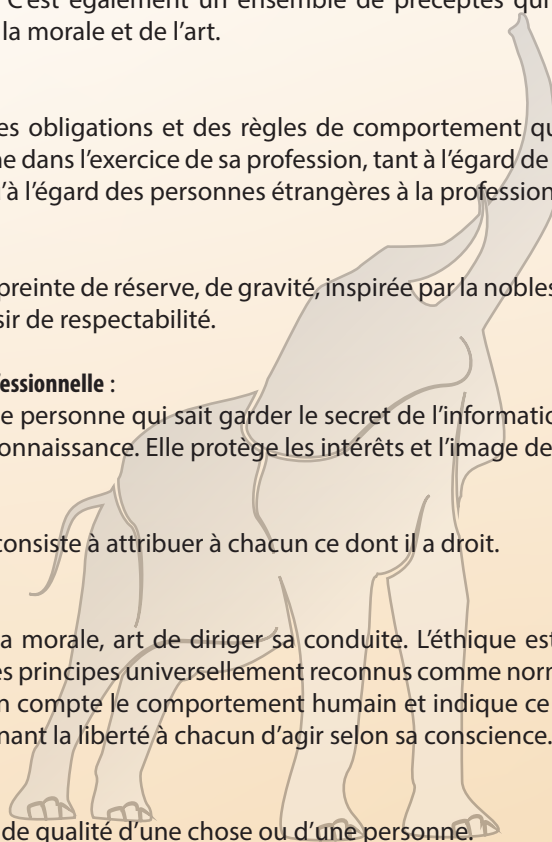 C'est également un ensemble de préceptes qui
la morale et de l'art.
es obligations et des règles de comportement qu
ne dans l'exercice de sa profession, tant à l'égard de
'à l'égard des personnes étrangères à la profession
preinte de réserve, de gravité, inspirée par la nobles
sir de respectabilité.
fessionnelle :
e personne qui sait garder le secret de l'informatio
onnaissance. Elle protège les intérêts et l'image de
consiste à attribuer à chacun ce dont il a droit.
a morale, art de diriger sa conduite. L'éthique est
es principes universellement reconnus comme norm
n compte le comportement humain et indique ce
nant la liberté à chacun d'agir selon sa conscience.
de qualité d'une chose ou d'une personne.